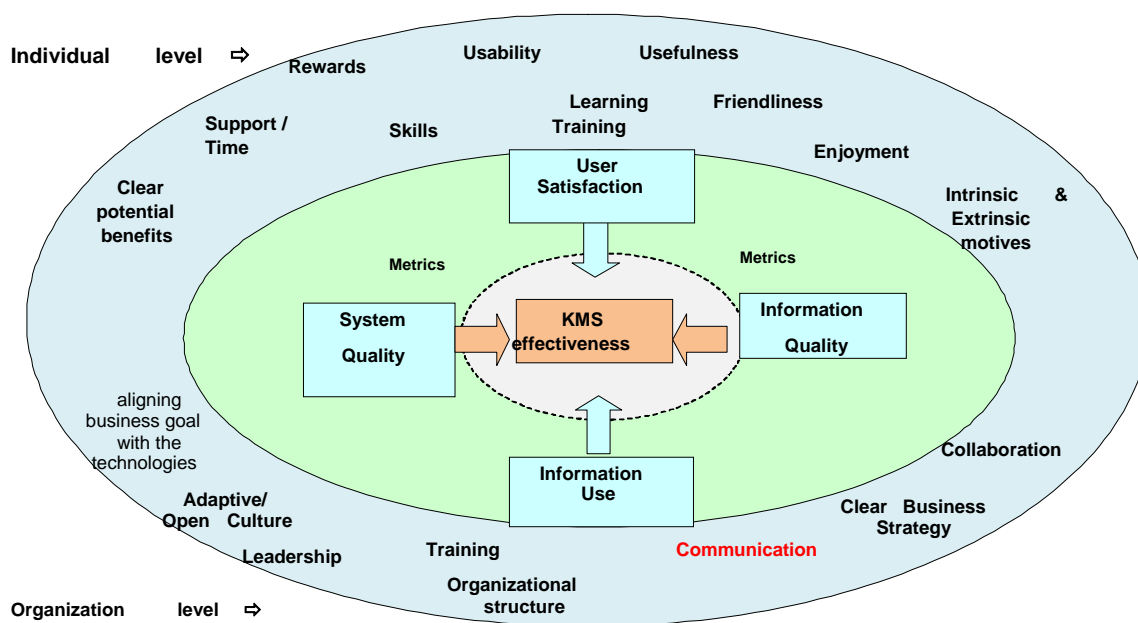 Individual level ⇨
Rewards
Usability
Usefulness
Learning
Training
Friendliness
Support /
Time
Skills
Enjoyment
Clear
potential
benefits
User
Satisfaction
Intrinsic &
Extrinsic
motives
Metrics
Metrics
System
Quality
KMS
effectiveness
Information
Quality
aligning
business goal
with the
technologies
Information
Use
Collaboration
Adaptive/
Open Culture
Clear Business
Strategy
Leadership
Training
Communication
Organizational
structure
Organization level ⇨